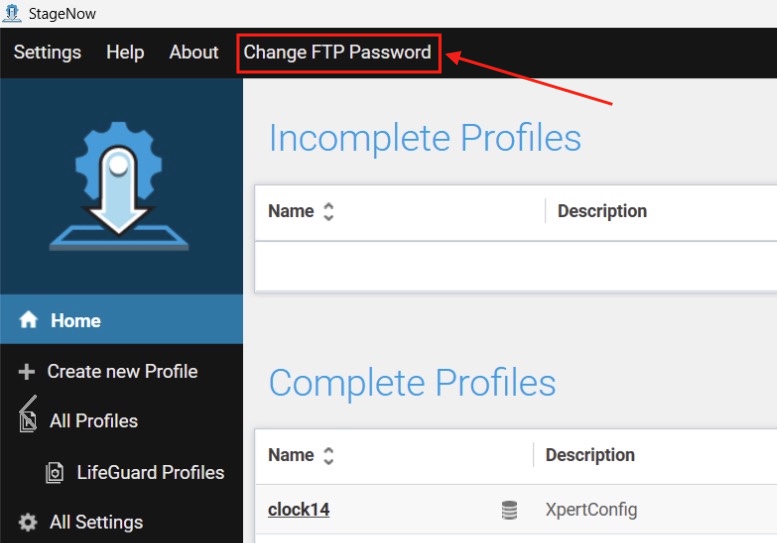 StageNow
Settings Help About Change FTP Password
Incomplete Profiles
Name Description
Home
Create new Profile
Complete Profiles
All Profiles
Name Description
LifeGuard Profiles
clock14 XpertConfig
All Settings